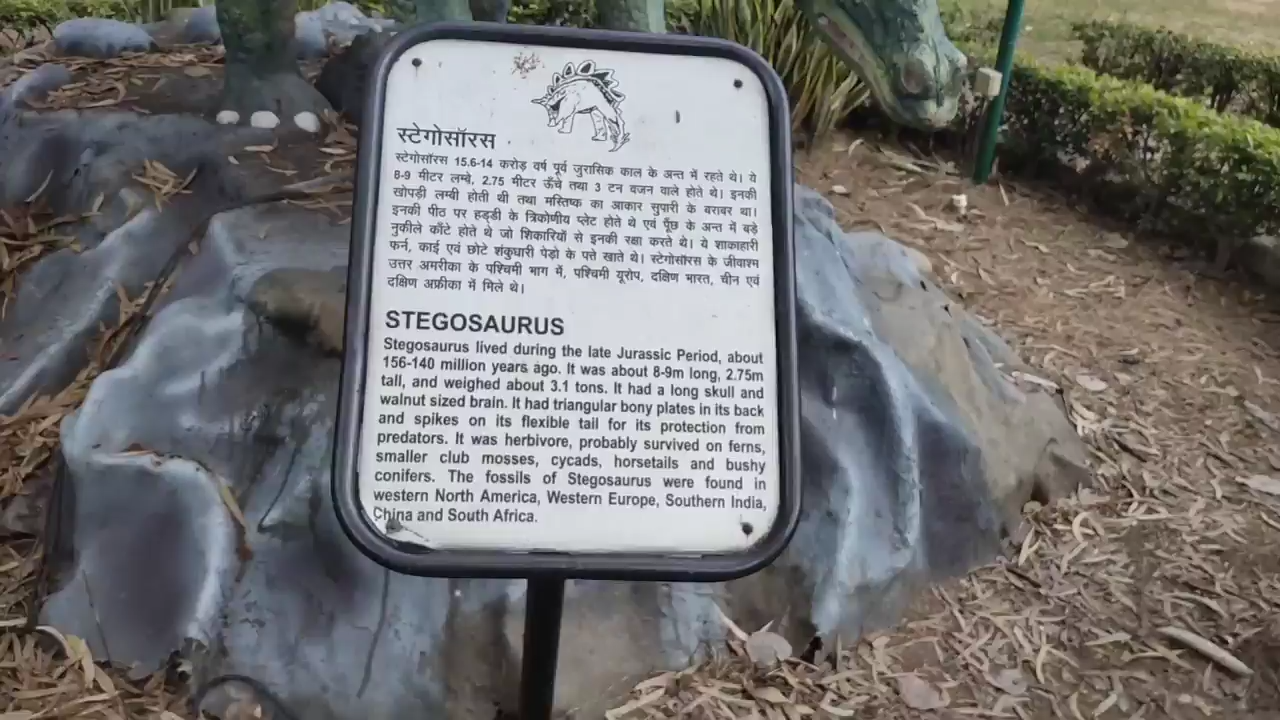 स्टेगोसॉरस
स्टेगोसॉरस 15.6-14 करोड़ वर्ष पूर्व जुरासिक काल के अन्त में रहते थे। ये
8-9 मीटर लम्बे, 2.75 मीटर ऊँचे तथा 3 टन वजन वाले होते थे। इनकी
खोपड़ी लम्बी होती थी तथा मस्तिष्क का आकार सुपारी के बराबर था।
इनकी पीठ पर हड्डी के त्रिकोणीय प्लेट होते थे एवं पूँछ के अन्त में बड़े
नुकीले काँटे होते थे जो शिकारियों से इनकी रक्षा करते थे। ये शाकाहारी
फर्न, काई एवं छोटे शंकुधारी पेड़ो के पत्ते खाते थे। स्टेगोसॉरस के जीवाश्म
उत्तर अमरीका के पश्चिमी भाग में, पश्चिमी यूरोप, दक्षिण भारत, चीन एवं
दक्षिण अफ्रीका में मिले थे।
STEGOSAURUS
Stegosaurus lived during the late Jurassic Period, about
156-140 million years ago. It was about 8-9m long, 2.75m
tall, and weighed about 3.1 tons. It had a long skull and
walnut sized brain. It had triangular bony plates in its back
and spikes on its flexible tail for its protection from
predators. It was herbivore, probably survived on ferns,
smaller club mosses, cycads, horsetails and bushy
conifers. The fossils of Stegosaurus were found in
western North America, Western Europe, Southern India,
China and South Africa.